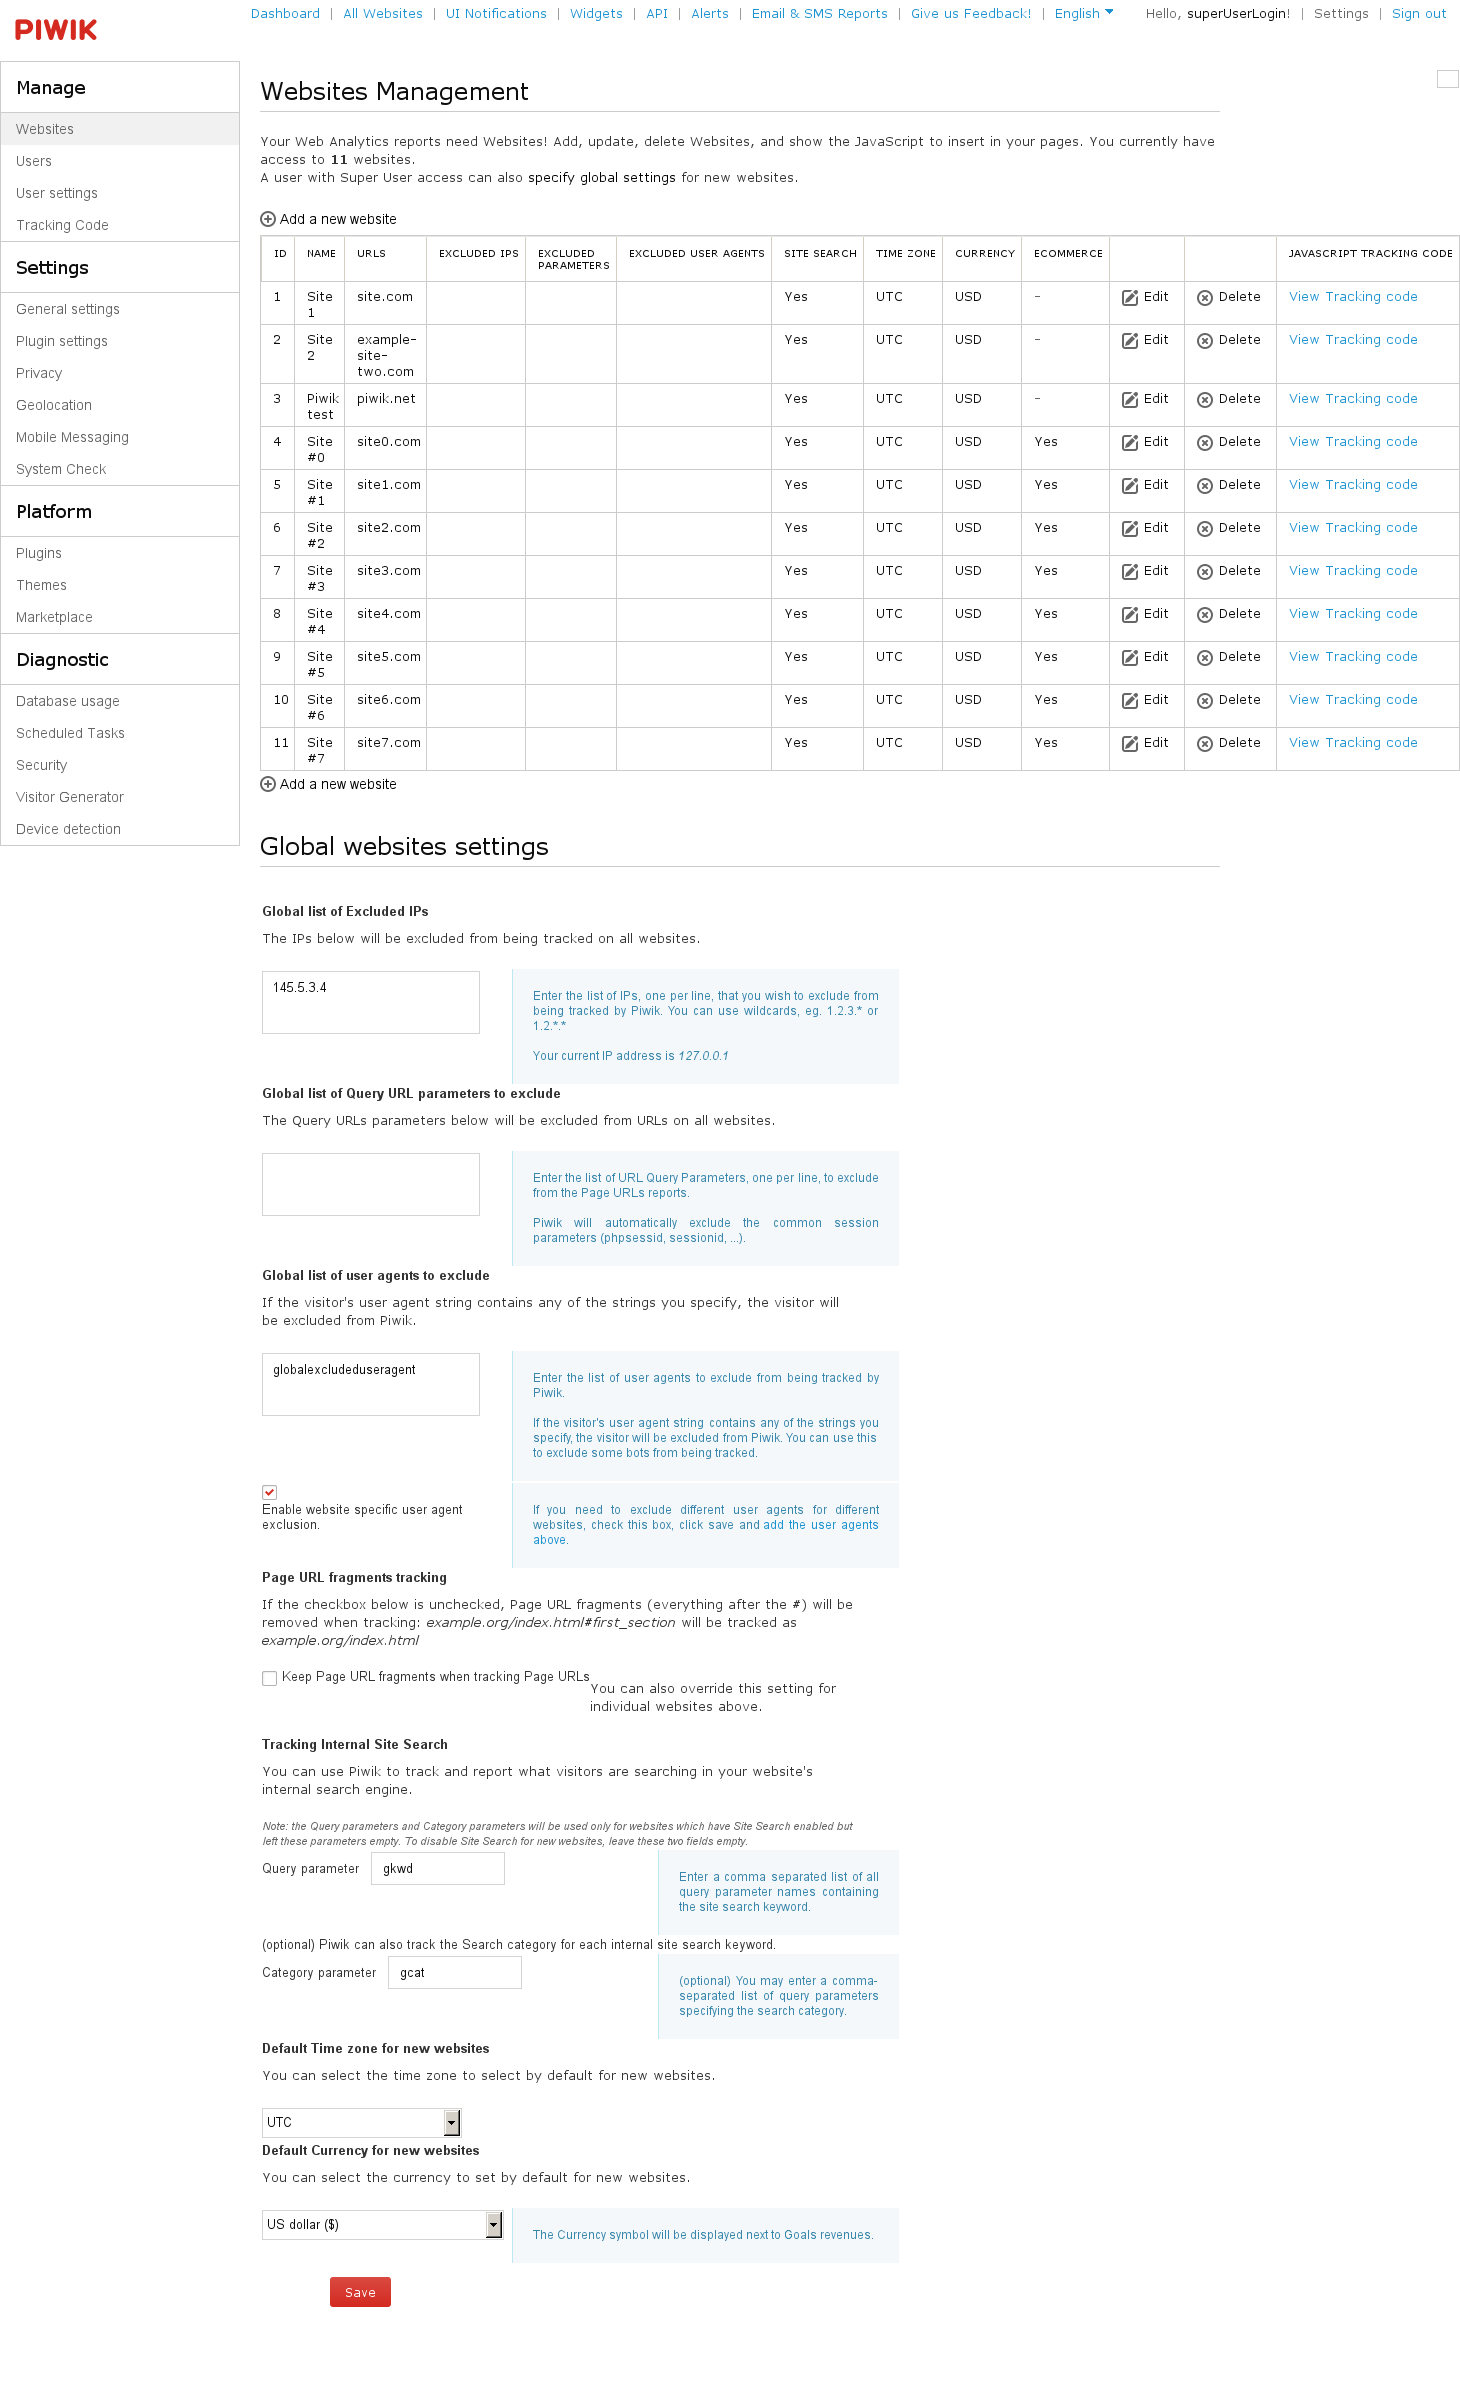 PIWIK
Dashboard | All Websites | UI Notifications | Widgets | API | Alerts | Email & SMS Reports | Give us Feedback! | English Hello, superUserLogin! | Settings | Sign out
Manage
Websites
Users
User settings
Tracking Code
Settings
General settings
Plugin settings
Privacy
Geolocation
Mobile Messaging
System Check
Platform
Plugins
Themes
Marketplace
Diagnostic
Database usage
Scheduled Tasks
Security
Visitor Generator
Device detection
Websites Management
Your Web Analytics reports need Websites! Add, update, delete Websites, and show the JavaScript to insert in your pages. You currently have
access to 11 websites.
A user with Super User access can also specify global settings for new websites.
Add a new website
ID NAME URLS EXCLUDED IPS EXCLUDED PARAMETERS EXCLUDED USER AGENTS SITE SEARCH TIME ZONE CURRENCY ECOMMERCE JAVASCRIPT TRACKING CODE
1 Site 1 site.com Yes UTC USD - Edit Delete View Tracking code
2 Site 2 example-site-two.com Yes UTC USD - Edit Delete View Tracking code
3 Piwik test piwik.net Yes UTC USD - Edit Delete View Tracking code
4 Site #0 site0.com Yes UTC USD Yes Edit Delete View Tracking code
5 Site #1 site1.com Yes UTC USD Yes Edit Delete View Tracking code
6 Site #2 site2.com Yes UTC USD Yes Edit Delete View Tracking code
7 Site #3 site3.com Yes UTC USD Yes Edit Delete View Tracking code
8 Site #4 site4.com Yes UTC USD Yes Edit Delete View Tracking code
9 Site #5 site5.com Yes UTC USD Yes Edit Delete View Tracking code
10 Site #6 site6.com Yes UTC USD Yes Edit Delete View Tracking code
11 Site #7 site7.com Yes UTC USD Yes Edit Delete View Tracking code
Add a new website
Global websites settings
Global list of Excluded IPs
The IPs below will be excluded from being tracked on all websites.
145.5.3.4
Enter the list of IPs, one per line, that you wish to exclude from
being tracked by Piwik. You can use wildcards, eg. 1.2.3.* or
1.2.*.*
Your current IP address is 127.0.0.1
Global list of Query URL parameters to exclude
The Query URLs parameters below will be excluded from URLs on all websites.
Enter the list of URL Query Parameters, one per line, to exclude
from the Page URLs reports.
Piwik will automatically exclude the common session
parameters (phpsessid, sessionid, ...).
Global list of user agents to exclude
If the visitor's user agent string contains any of the strings you specify, the visitor will
be excluded from Piwik.
globalexcludeduseragent
Enter the list of user agents to exclude from being tracked by
Piwik.
If the visitor's user agent string contains any of the strings you
specify, the visitor will be excluded from Piwik. You can use this
to exclude some bots from being tracked.
Enable website specific user agent
exclusion.
If you need to exclude different user agents for different
websites, check this box, click save and add the user agents
above.
Page URL fragments tracking
If the checkbox below is unchecked, Page URL fragments (everything after the #) will be
removed when tracking: example.org/index.html#first_section will be tracked as
example.org/index.html
Keep Page URL fragments when tracking Page URLs
You can also override this setting for
individual websites above.
Tracking Internal Site Search
You can use Piwik to track and report what visitors are searching in your website's
internal search engine.
Note: the Query parameters and Category parameters will be used only for websites which have Site Search enabled but
left these parameters empty. To disable Site Search for new websites, leave these two fields empty.
Query parameter gkwd
Enter a comma separated list of all
query parameter names containing
the site search keyword.
(optional) Piwik can also track the Search category for each internal site search keyword.
Category parameter gcat
(optional) You may enter a comma-
separated list of query parameters
specifying the search category.
Default Time zone for new websites
You can select the time zone to select by default for new websites.
UTC
Default Currency for new websites
You can select the currency to set by default for new websites.
US dollar ($)
The Currency symbol will be displayed next to Goals revenues.
Save